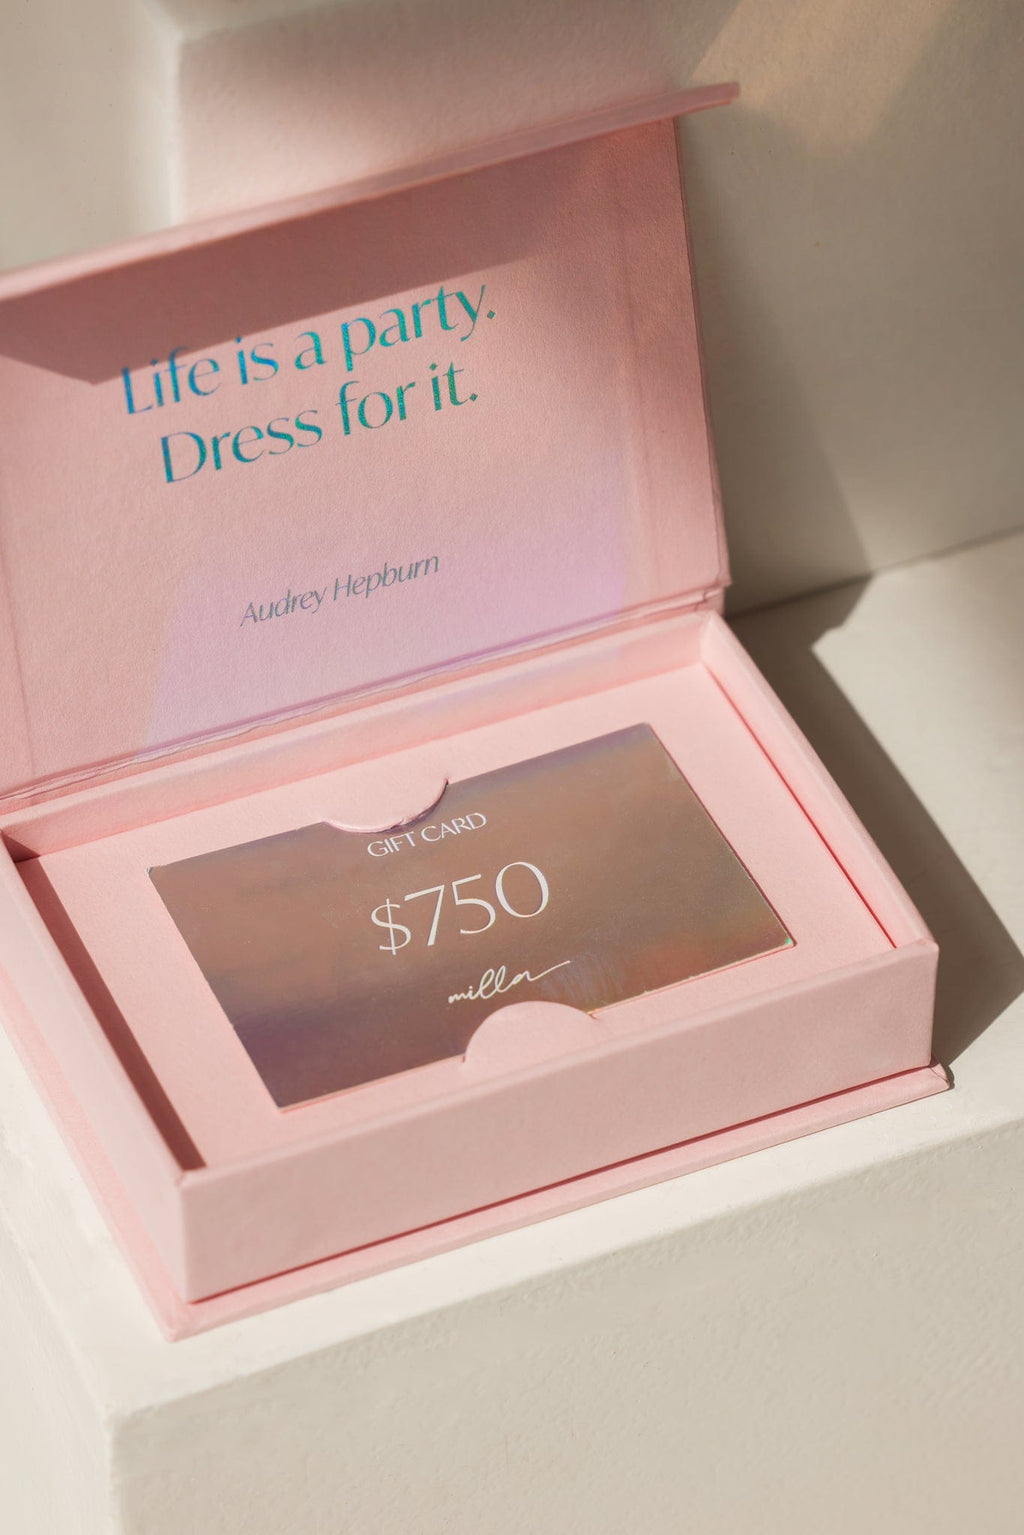 Life is a party.
Dress for it.
Audrey Hepburn
GIFT CARD
$750
milla